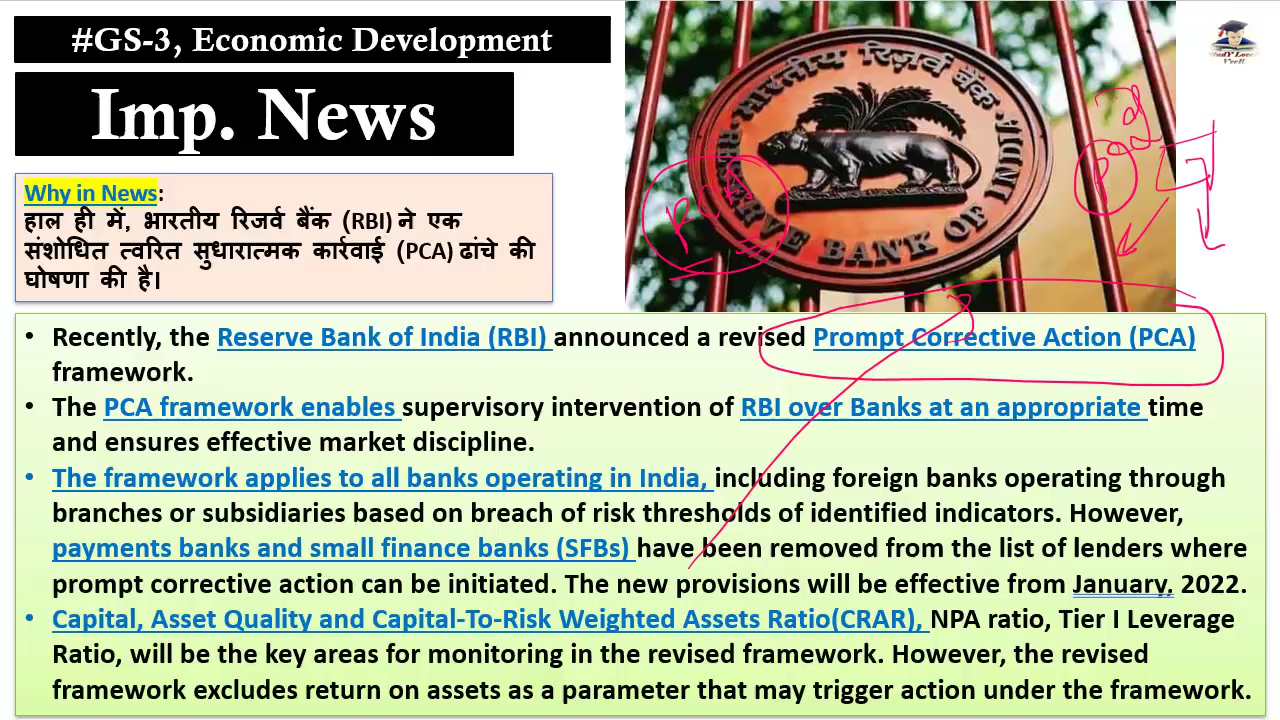 #GS-3, Economic Development
Imp. News
Why in News:
हाल ही में, भारतीय रिजर्व बैंक (RBI) ने एक
संशोधित त्वरित सुधारात्मक कार्रवाई (PCA) ढांचे की
घोषणा की है।
भारतीय रिज़र्व बैंक
RESERVE BANK OF INDIA
• Recently, the Reserve Bank of India (RBI) announced a revised Prompt Corrective Action (PCA)
framework.
• The PCA framework enables supervisory intervention of RBI over Banks at an appropriate time
and ensures effective market discipline.
• The framework applies to all banks operating in India, including foreign banks operating through
branches or subsidiaries based on breach of risk thresholds of identified indicators. However,
payments banks and small finance banks (SFBs) have been removed from the list of lenders where
prompt corrective action can be initiated. The new provisions will be effective from January, 2022.
• Capital, Asset Quality and Capital-To-Risk Weighted Assets Ratio(CRAR), NPA ratio, Tier I Leverage
Ratio, will be the key areas for monitoring in the revised framework. However, the revised
framework excludes return on assets as a parameter that may trigger action under the framework.